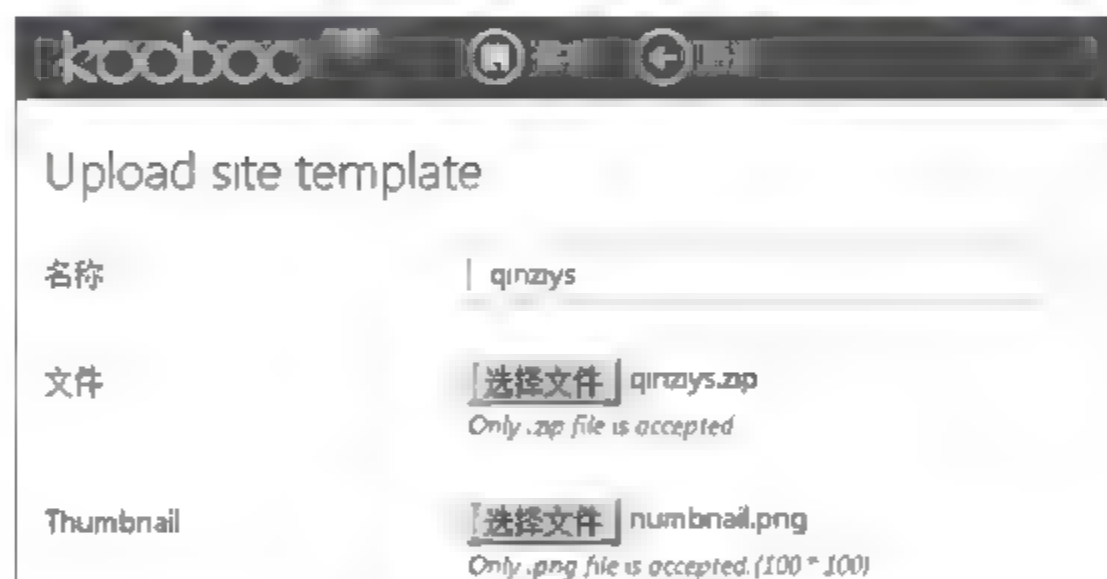 kooboo
Upload site template
名称
qinziys
文件
选择文件 qinziys.zip
Only .zip file is accepted
Thumbnail
选择文件 numbnail.png
Only .png file is accepted. (100 * 100)